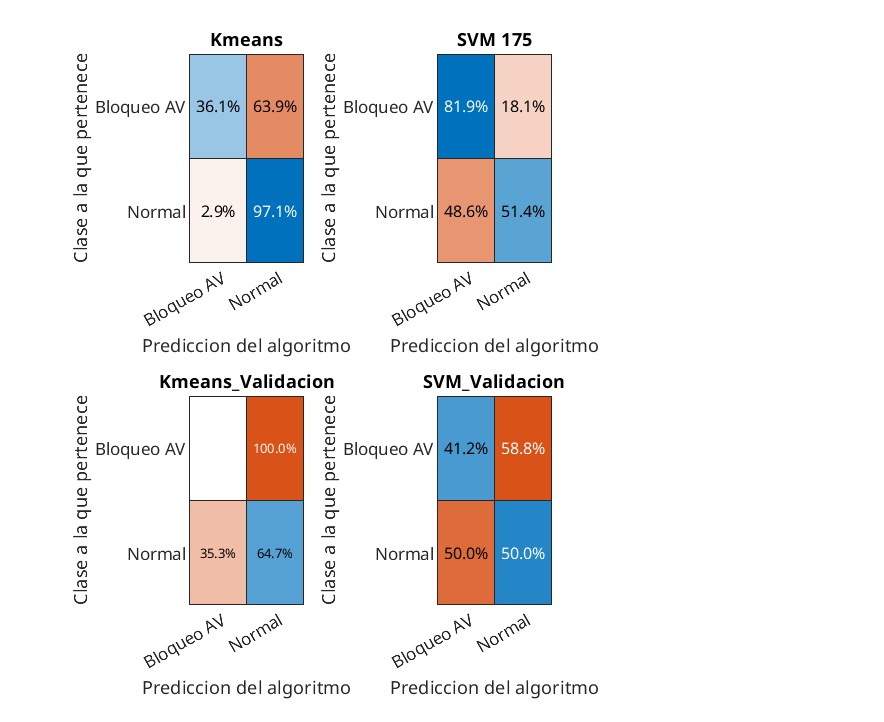 Kmeans
Clase a la que pertenece
Bloqueo AV
36.1% 63.9%
Normal
2.9% 97.1%
Bloqueo AV
Normal
Prediccion del algoritmo
SVM 175
Clase a la que pertenece
Bloqueo AV
81.9% 18.1%
Normal
48.6% 51.4%
Bloqueo AV
Normal
Prediccion del algoritmo
Kmeans_Validacion
Clase a la que pertenece
Bloqueo AV
100.0%
Normal
35.3% 64.7%
Bloqueo AV
Normal
Prediccion del algoritmo
SVM_Validacion
Clase a la que pertenece
Bloqueo AV
41.2% 58.8%
Normal
50.0% 50.0%
Bloqueo AV
Normal
Prediccion del algoritmo